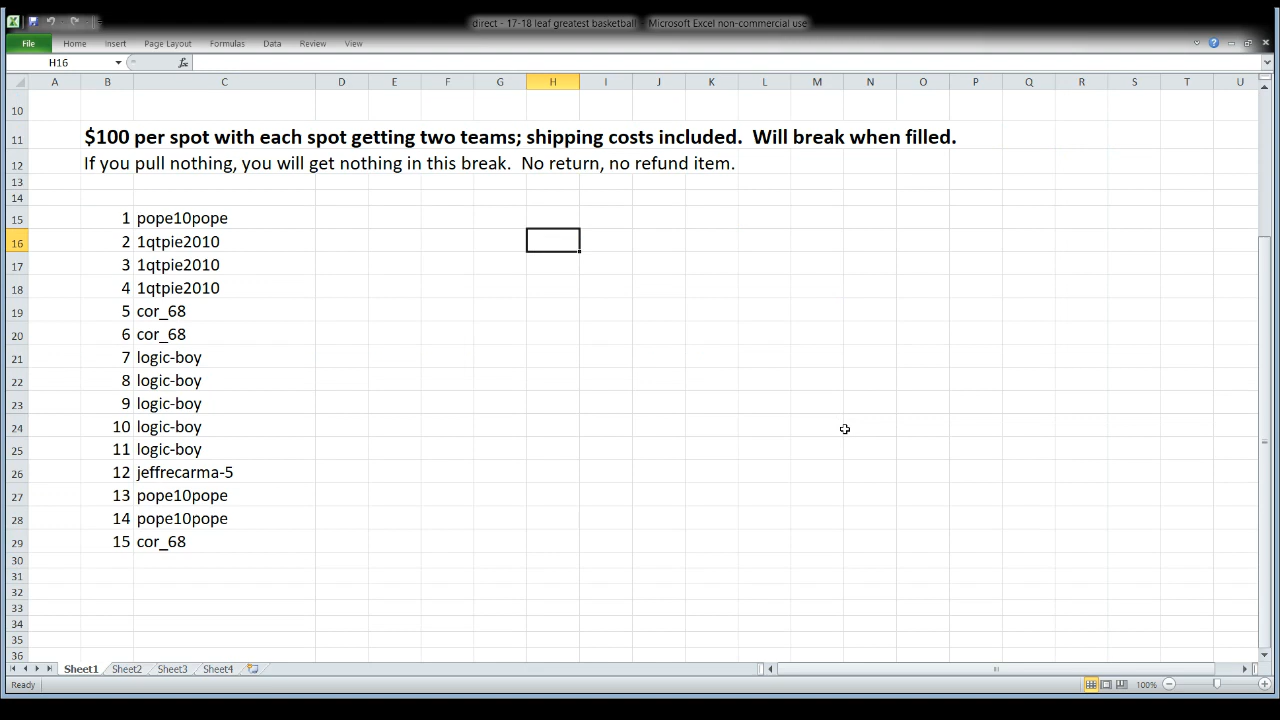 direct - 17-18 leaf greatest basketball - Microsoft Excel non-commercial use
File Home Insert Page Layout Formulas Data Review View
H16 fx
A B C D E F G H I J K L M N O P Q R S T U
10
11 $100 per spot with each spot getting two teams; shipping costs included.  Will break when filled.
12 If you pull nothing, you will get nothing in this break.  No return, no refund item.
13
14
15 1 pope10pope
16 2 1qtpie2010
17 3 1qtpie2010
18 4 1qtpie2010
19 5 cor_68
20 6 cor_68
21 7 logic-boy
22 8 logic-boy
23 9 logic-boy
24 10 logic-boy
25 11 logic-boy
26 12 jeffrecarma-5
27 13 pope10pope
28 14 pope10pope
29 15 cor_68
30
31
32
33
34
35
36
Sheet1 Sheet2 Sheet3 Sheet4
Ready 100%